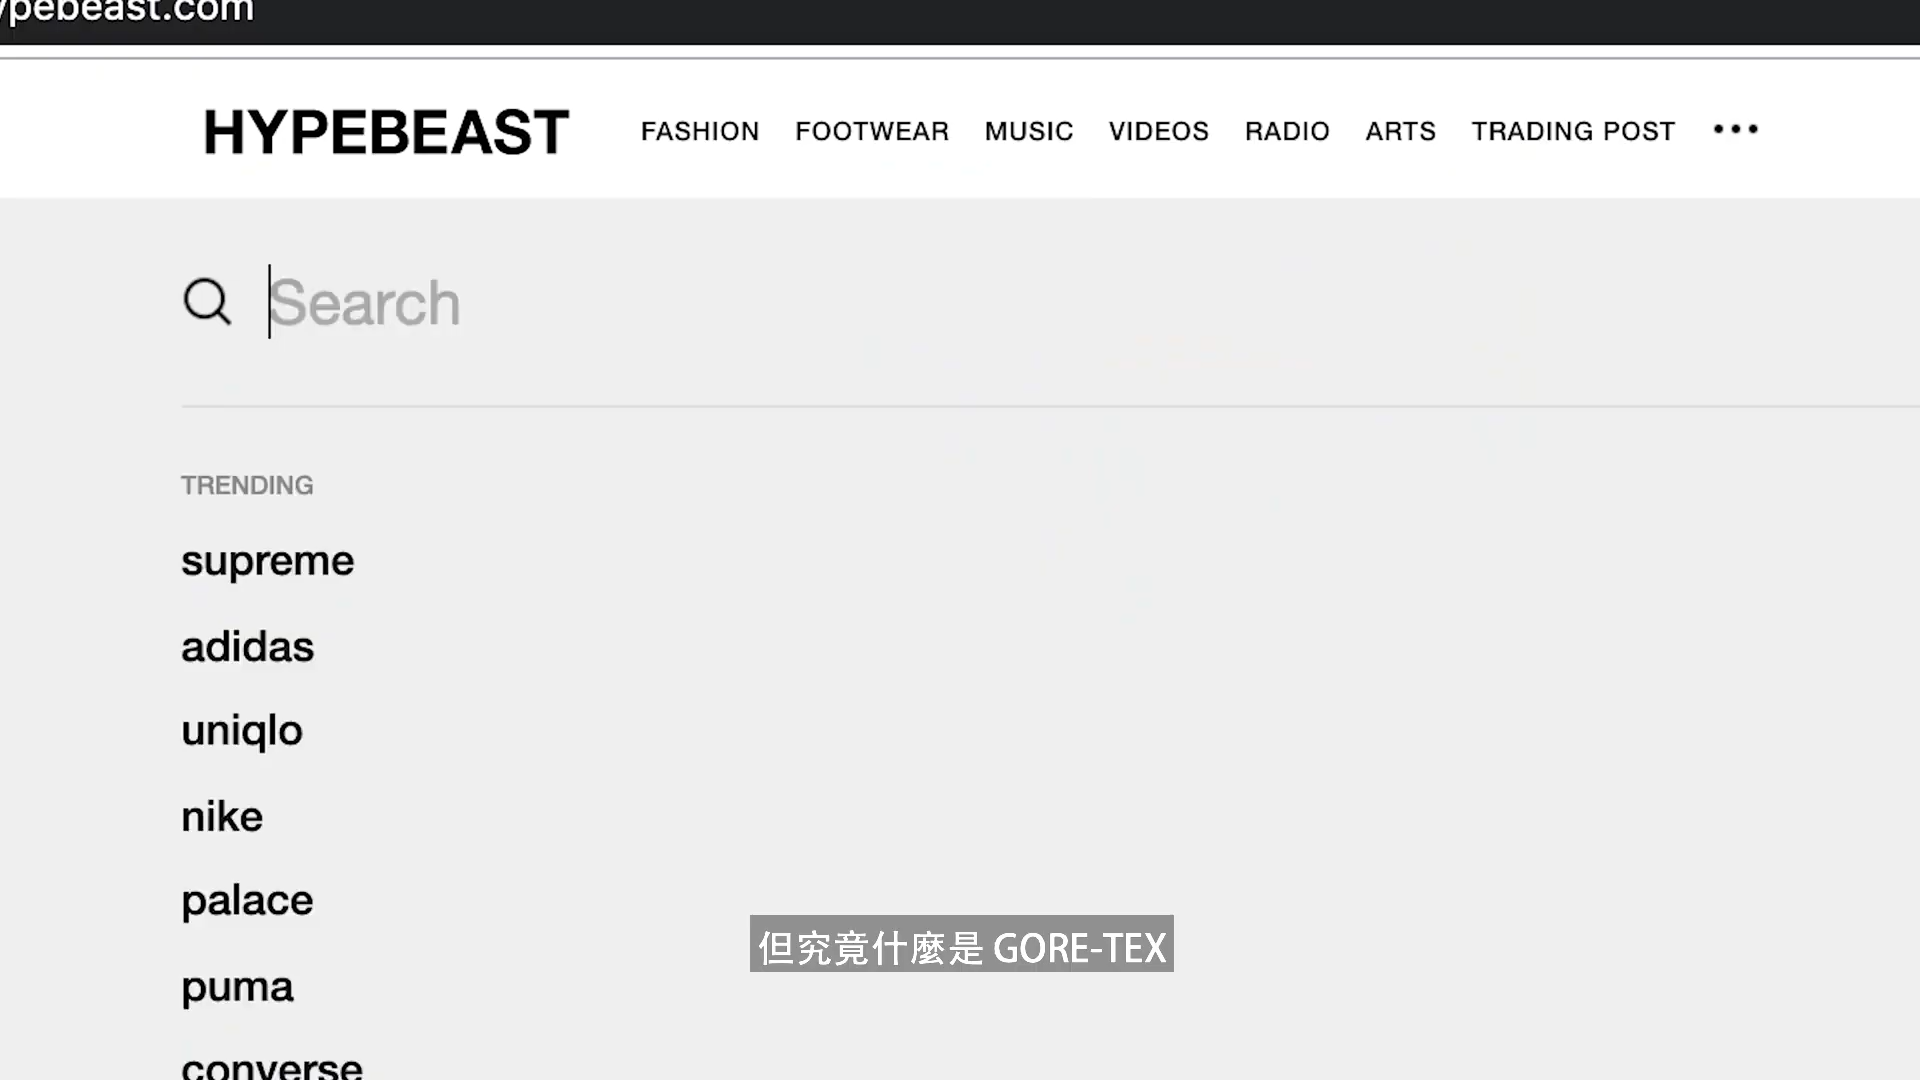 ypebeast.com
HYPEBEAST FASHION FOOTWEAR MUSIC VIDEOS RADIO ARTS TRADING POST •••
Search
TRENDING
supreme
adidas
uniqlo
nike
palace
但究竟什麼是 GORE-TEX
puma
converse